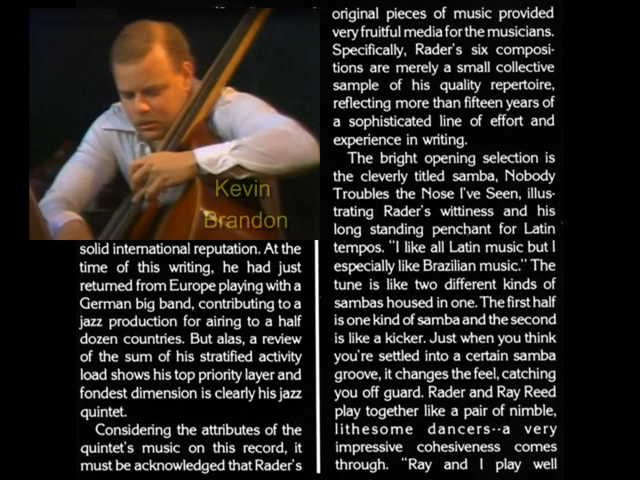 Kevin
Brandon
solid international reputation. At the
time of this writing, he had just
returned from Europe playing with a
German big band, contributing to a
jazz production for airing to a half
dozen countries. But alas, a review
of the sum of his stratified activity
load shows his top priority layer and
fondest dimension is clearly his jazz
quintet.
Considering the attributes of the
quintet's music on this record, it
must be acknowledged that Rader's
original pieces of music provided
very fruitful media for the musicians.
Specifically, Rader's six composi-
tions are merely a small collective
sample of his quality repertoire,
reflecting more than fifteen years of
a sophisticated line of effort and
experience in writing.
The bright opening selection is
the cleverly titled samba, Nobody
Troubles the Nose I've Seen, illus-
trating Rader's wittiness and his
long standing penchant for Latin
tempos. "I like all Latin music but I
especially like Brazilian music." The
tune is like two different kinds of
sambas housed in one. The first half
is one kind of samba and the second
is like a kicker. Just when you think
you're settled into a certain samba
groove, it changes the feel, catching
you off guard. Rader and Ray Reed
play together like a pair of nimble,
lithesome dancers--a very
impressive cohesiveness comes
through. "Ray and I play well